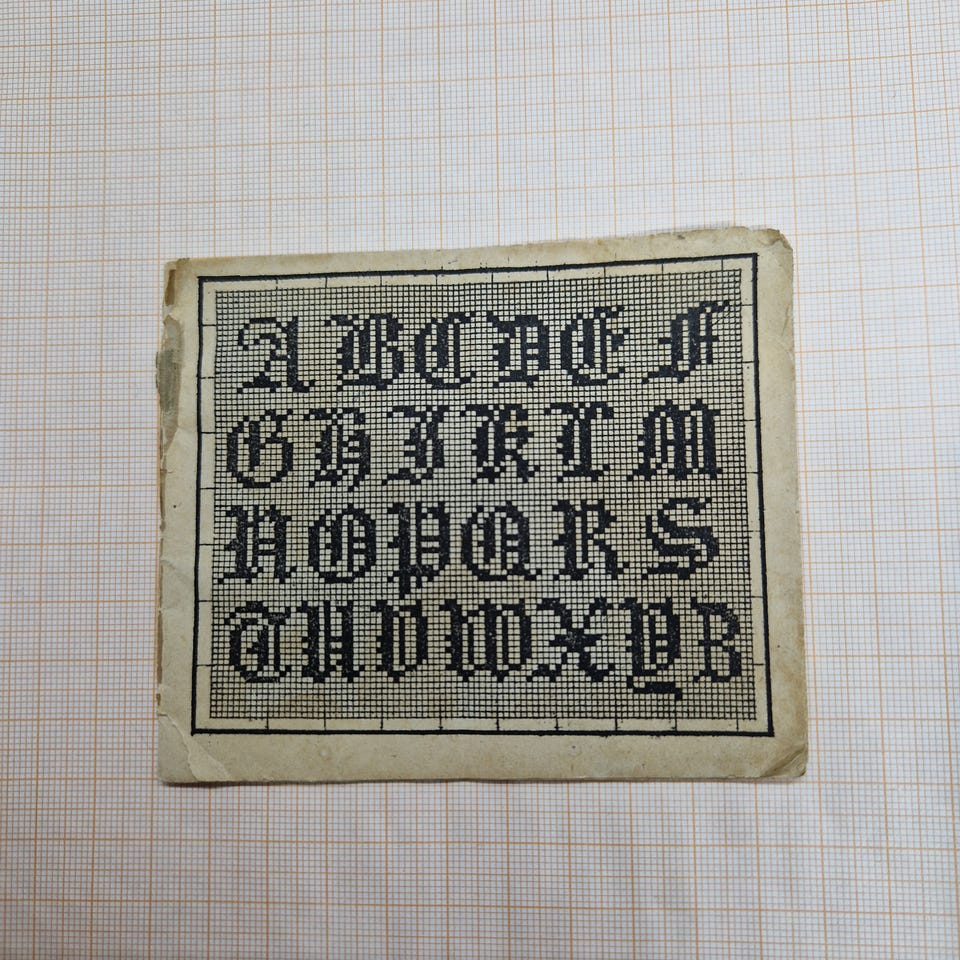 A B C D E F
G H I K L M
N O P Q R S
T U V W X Y Z